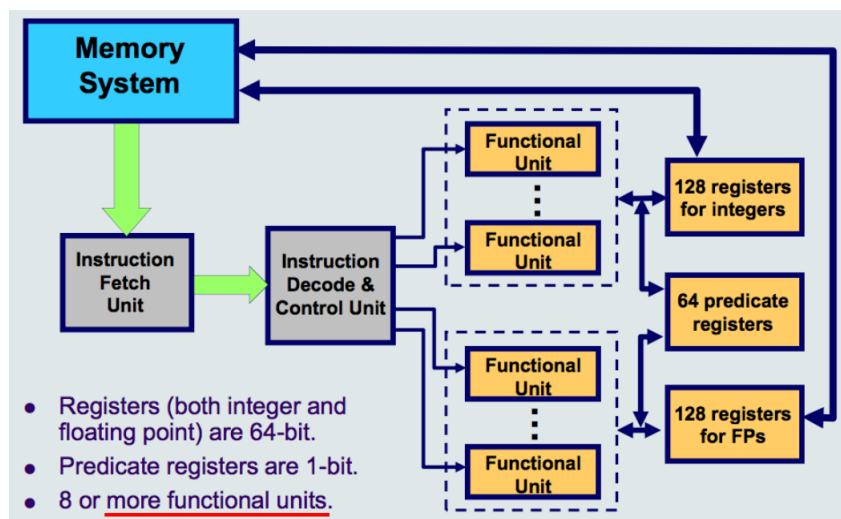 Memory
System
Functional
Unit
128 registers
for integers
Functional
Unit
Instruction
Fetch
Unit
Instruction
Decode &
Control Unit
64 predicate
registers
Functional
Unit
128 registers
for FPs
Functional
Unit
● Registers (both integer and
floating point) are 64-bit.
● Predicate registers are 1-bit.
● 8 or more functional units.